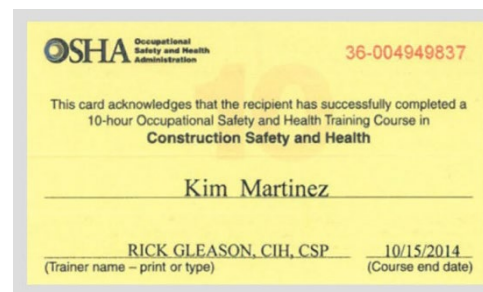 OSHA Occupational
Safety and Health
Administration
36-004949837
This card acknowledges that the recipient has successfully completed a
10-hour Occupational Safety and Health Training Course in
Construction Safety and Health
10
Kim Martinez
RICK GLEASON, CIH, CSP 10/15/2014
(Trainer name – print or type) (Course end date)